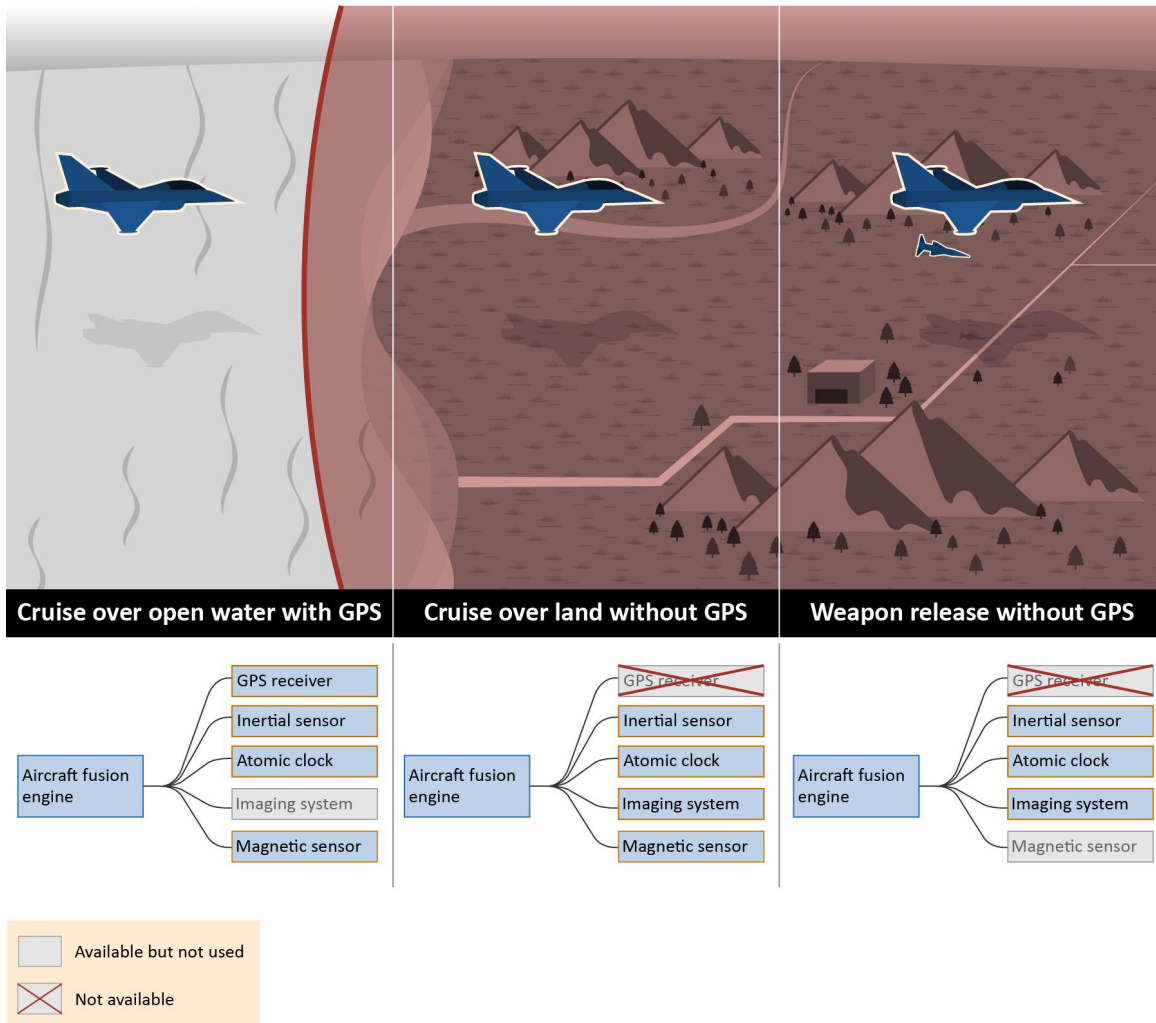 Cruise over open water with GPS
Cruise over land without GPS
Weapon release without GPS
Aircraft fusion
engine
GPS receiver
Inertial sensor
Atomic clock
Imaging system
Magnetic sensor
Aircraft fusion
engine
GPS receiver
Inertial sensor
Atomic clock
Imaging system
Magnetic sensor
Aircraft fusion
engine
GPS receiver
Inertial sensor
Atomic clock
Imaging system
Magnetic sensor
Available but not used
Not available